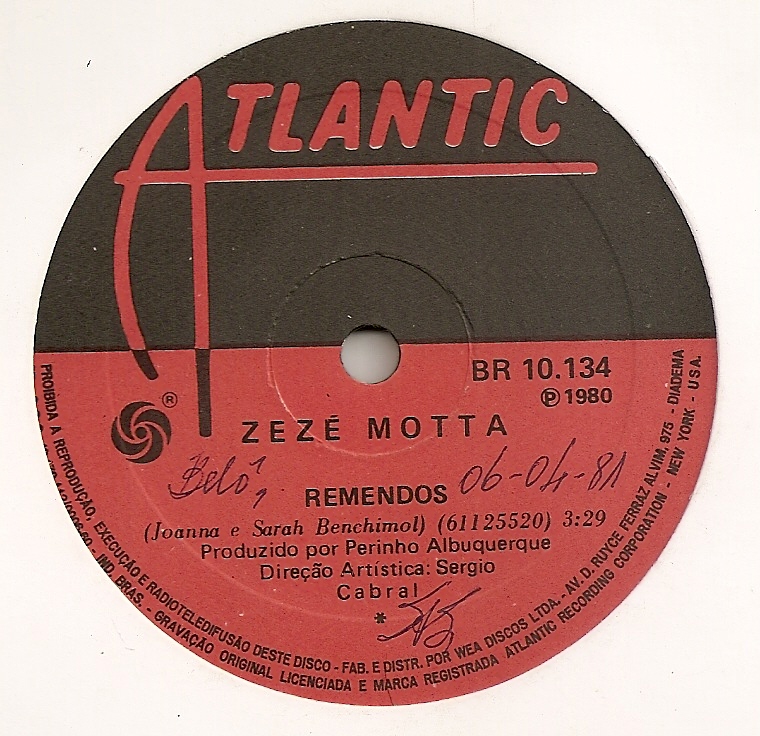 ATLANTIC
BR 10.134
℗ 1980
®
ZEZÉ MOTTA
06-04-81
REMENDOS
(Joanna e Sarah Benchimol) (61125520) 3:29
Produzido por Perinho Albuquerque
Direção Artística: Sergio
Cabral
*
PROIBIDA A REPRODUÇÃO, EXECUÇÃO E RADIOTELEDIFUSÃO DESTE DISCO - FAB. E DISTR. POR WEA DISCOS LTDA. - AV. D. RUYCE FERRAZ ALVIM, 975 - DIADEMA
IND. BRAS. - GRAVAÇÃO ORIGINAL LICENCIADA E MARCA REGISTRADA ATLANTIC RECORDING CORPORATION - NEW YORK - U.S.A.